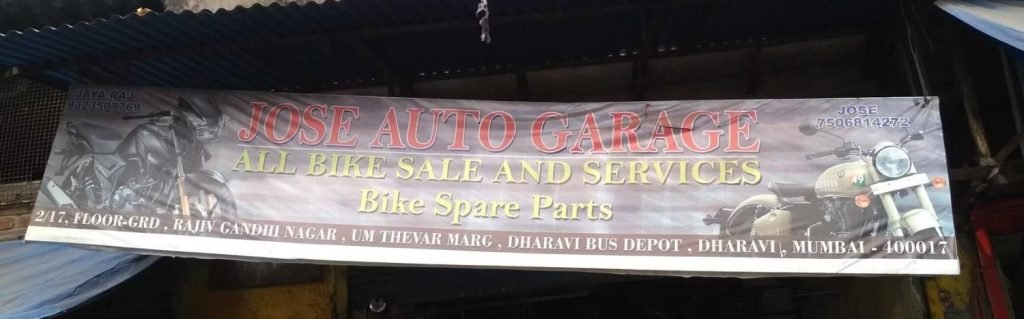 JAYA RAJ
9323507769
JOSE AUTO GARAGE
JOSE
7506814272
ALL BIKE SALE AND SERVICES
Bike Spare Parts
2/17, FLOOR-GRD , RAJIV GANDHI NAGAR , UM THEVAR MARG , DHARAVI BUS DEPOT , DHARAVI , MUMBAI - 400017